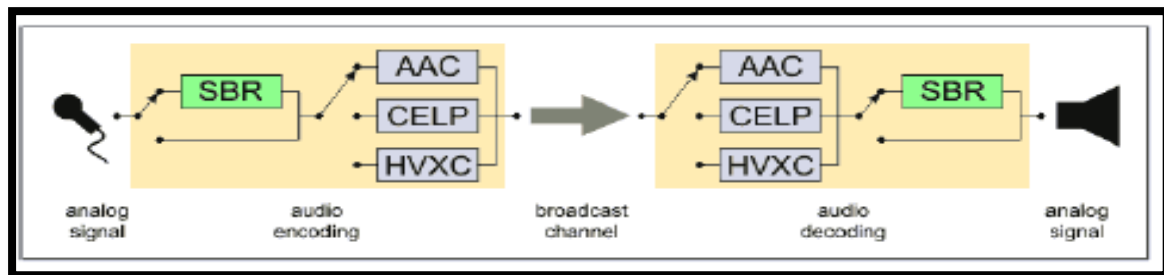 AAC
AAC
SBR
SBR
CELP
CELP
HVXC
HVXC
analog
signal
audio
encoding
broadcast
channel
audio
decoding
analog
signal